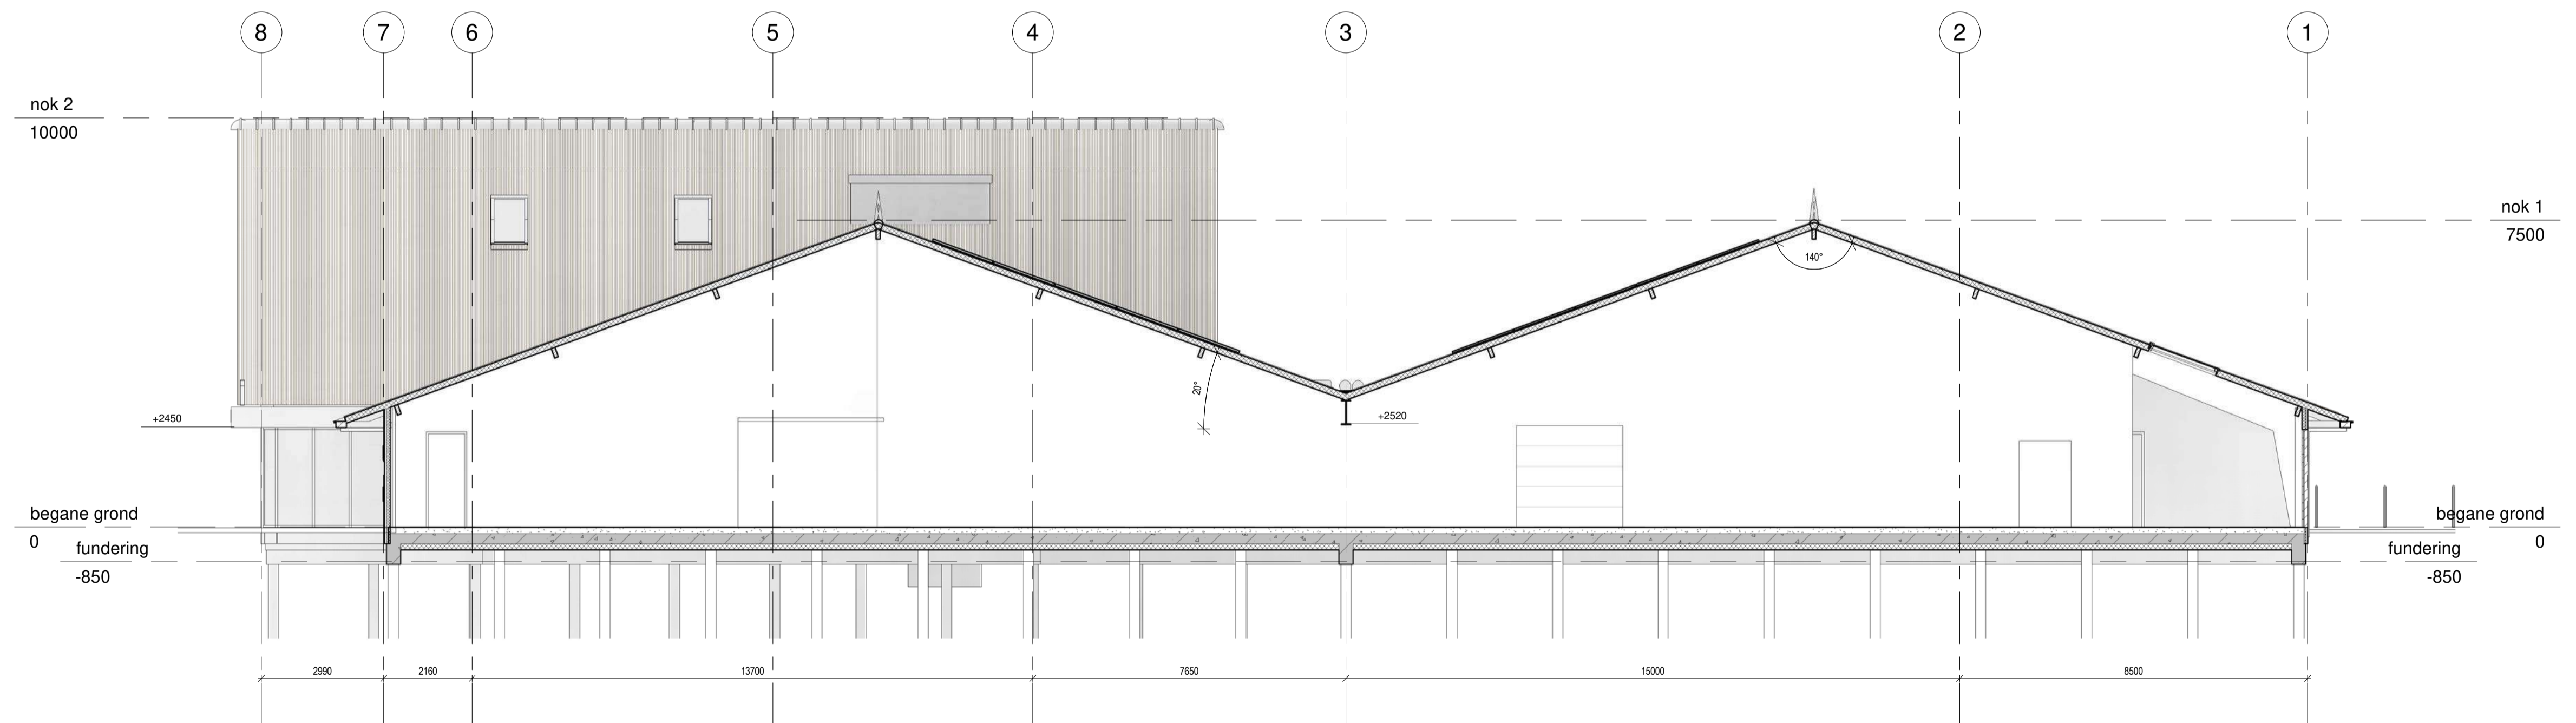 8 7 6 5 4 3 2 1
nok 2
10000
nok 1
7500
140°
20°
+2450
+2520
begane grond
0
fundering
-850
begane grond
0
fundering
-850
2990 2160 13700 7650 15000 8500